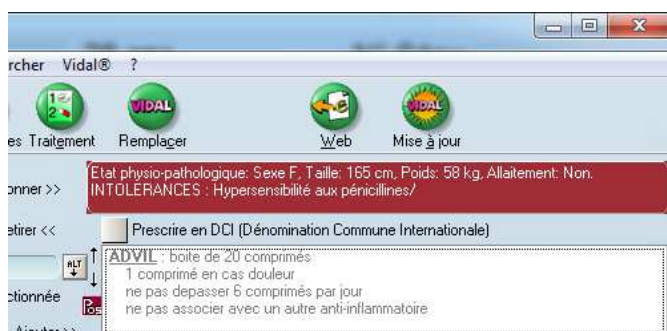 rcher Vidal® ?
VIDAL
VIDAL
es Traitement Remplacer Web Mise à jour
Etat physio-pathologique: Sexe F, Taille: 165 cm, Poids: 58 kg, Allaitement: Non.
onner >> INTOLERANCES : Hypersensibilité aux pénicillines/
etirer << Prescrire en DCI (Dénomination Commune Internationale)
ADVIL : boite de 20 comprimés
ALT 1 comprimé en cas douleur
ne pas depasser 6 comprimés par jour
ctionnée Pos ne pas associer avec un autre anti-inflammatoire
Ajouter >>